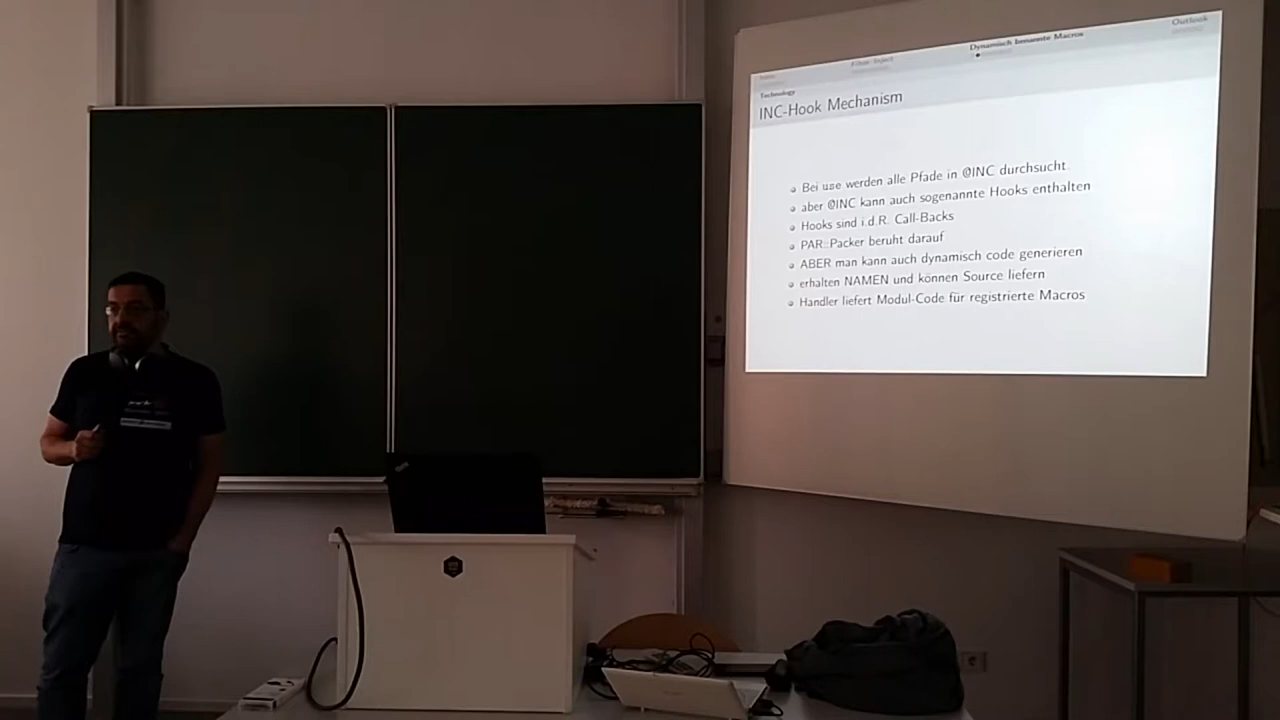 Dynamisch benannte Macros
Outlook
Technology
INC-Hook Mechanism
Bei use werden alle Pfade in @INC durchsucht.
aber @INC kann auch sogenannte Hooks enthalten
Hooks sind i.d.R. Call-Backs
PAR::Packer beruht darauf
ABER man kann auch dynamisch code generieren
erhalten NAMEN und können Source liefern
Handler liefert Modul-Code für registrierte Macros